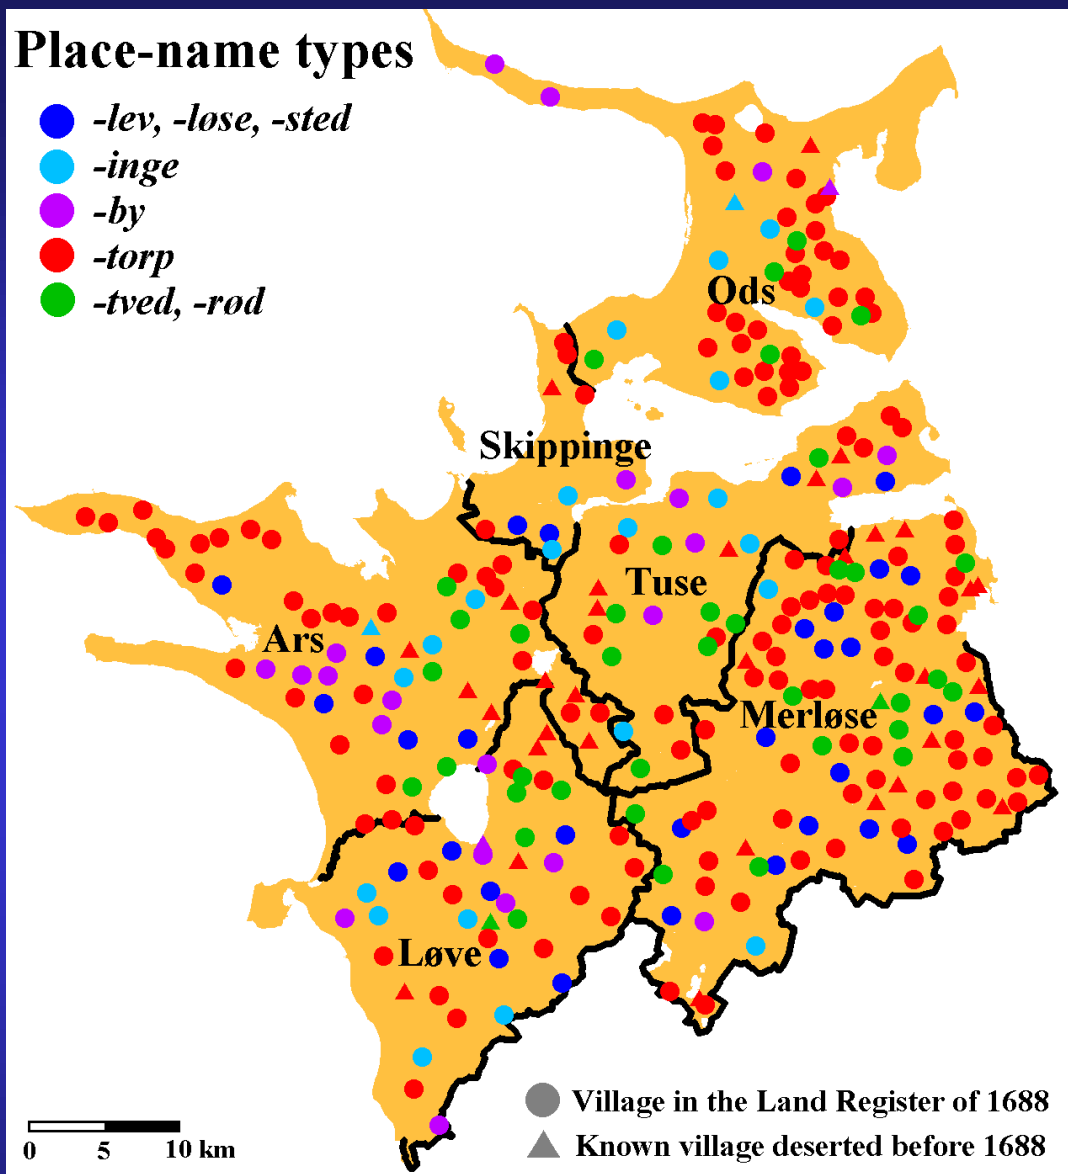 Place-name types
-lev, -løse, -sted
-inge
-by
-torp
-tved, -rød
Ods
Skippinge
Tuse
Ars
Merløse
Løve
Village in the Land Register of 1688
Known village deserted before 1688
0 5 10 km